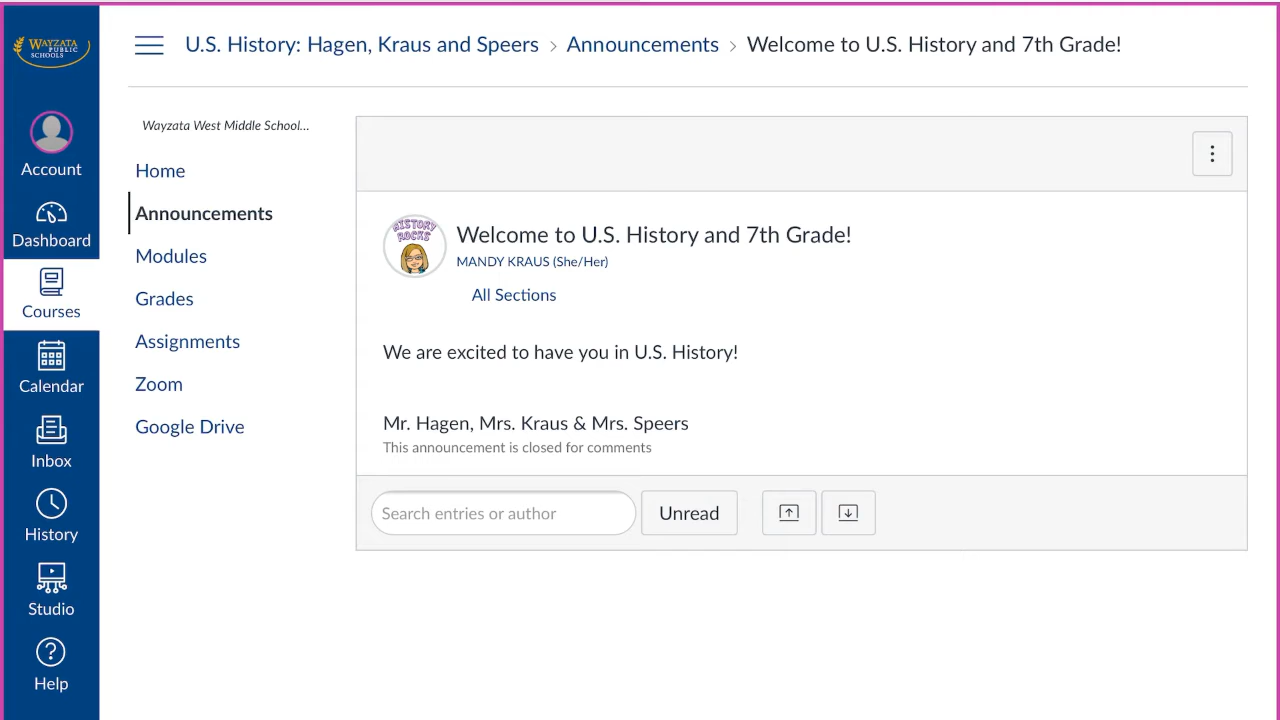 WAYZATA
PUBLIC
SCHOOLS
Account
Dashboard
Courses
Calendar
Inbox
History
Studio
Help
U.S. History: Hagen, Kraus and Speers > Announcements > Welcome to U.S. History and 7th Grade!
Wayzata West Middle School...
Home
Announcements
Modules
Grades
Assignments
Zoom
Google Drive
HISTORY
ROCKS
Welcome to U.S. History and 7th Grade!
MANDY KRAUS (She/Her)
All Sections
We are excited to have you in U.S. History!
Mr. Hagen, Mrs. Kraus & Mrs. Speers
This announcement is closed for comments
Search entries or author
Unread